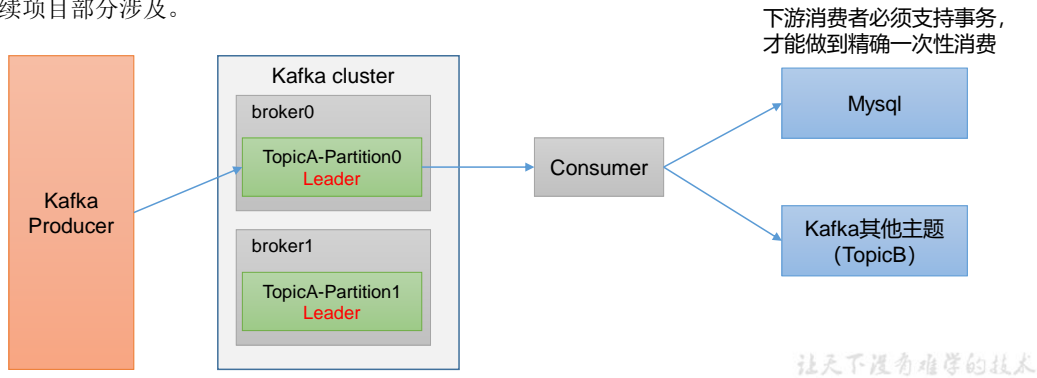 续项目部分涉及。
下游消费者必须支持事务，
才能做到精确一次性消费
Kafka cluster
broker0
TopicA-Partition0
Leader
broker1
TopicA-Partition1
Leader
Kafka
Producer
Consumer
Mysql
Kafka其他主题
（TopicB）
让天下没有难学的技术